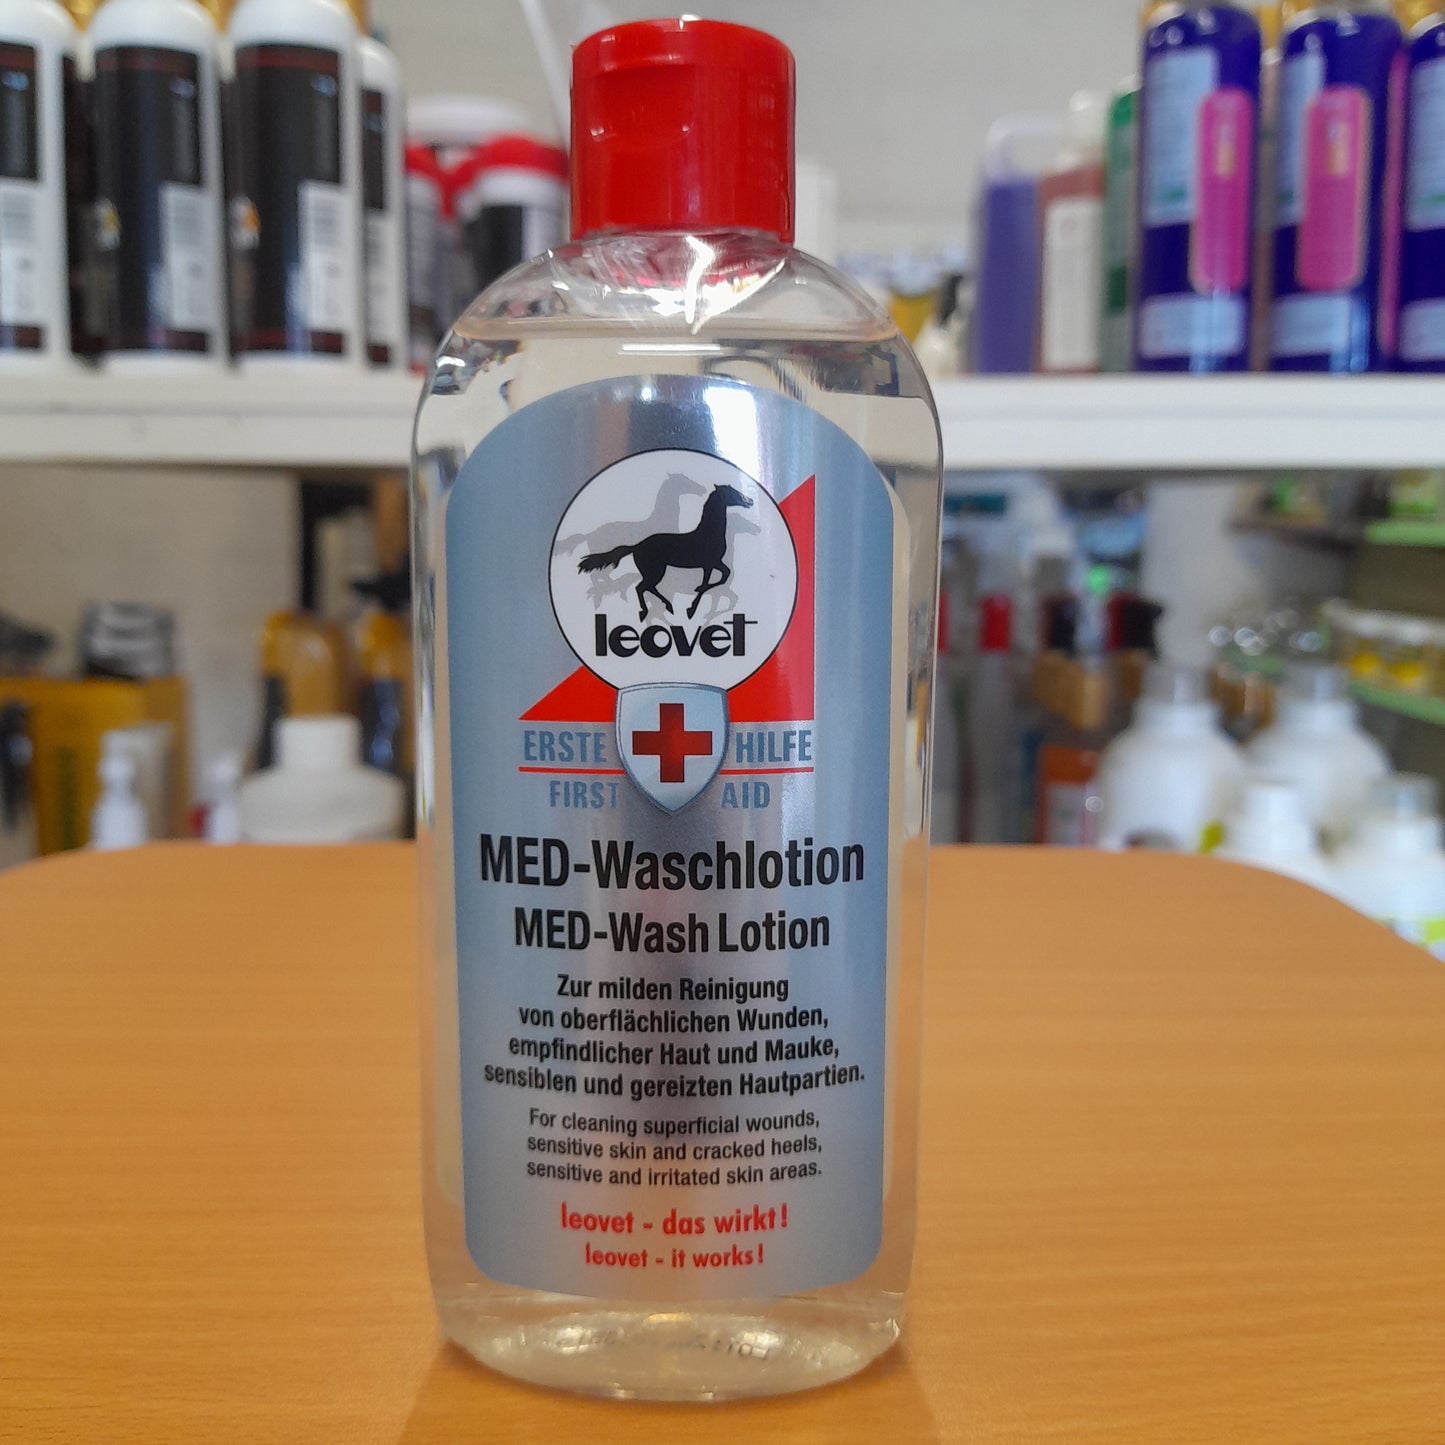 leovet
ERSTE HILFE
FIRST AID
MED-Waschlotion
MED-Wash Lotion
Zur milden Reinigung
von oberflächlichen Wunden,
empfindlicher Haut und Mauke,
sensiblen und gereizten Hautpartien.
For cleaning superficial wounds,
sensitive skin and cracked heels,
sensitive and irritated skin areas.
leovet - das wirkt!
leovet - it works!